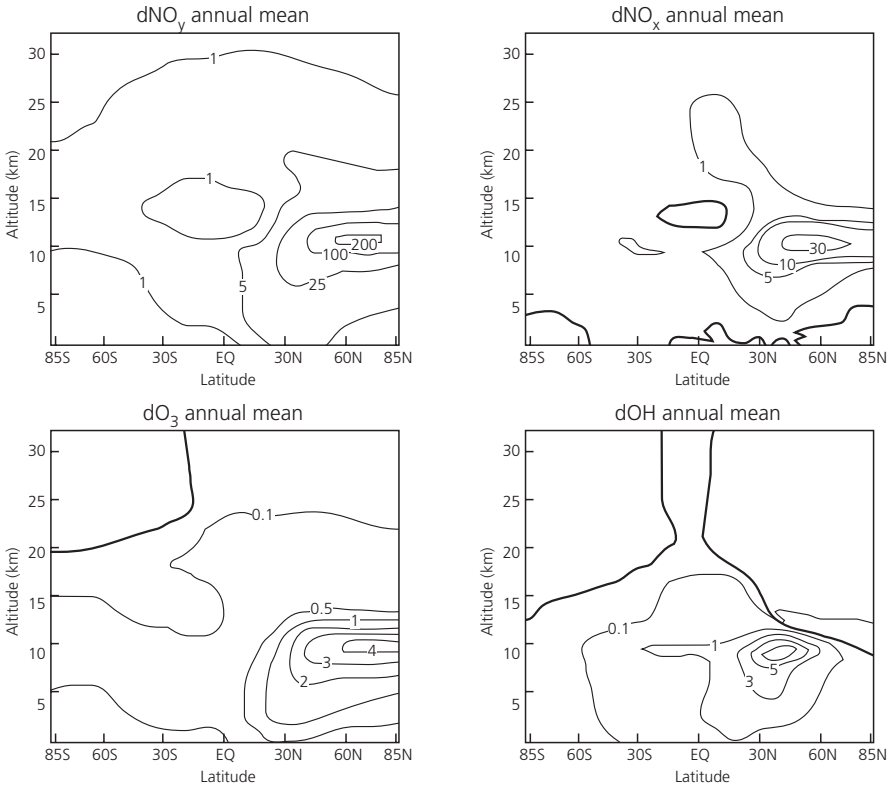 dNOy annual mean
30
25
20
15
10
5
Altitude (km)
1
1
1
5
25
100
200
85S 60S 30S EQ 30N 60N 85N
Latitude
dNOx annual mean
30
25
20
15
10
5
Altitude (km)
1
5
10
30
85S 60S 30S EQ 30N 60N 85N
Latitude
dO3 annual mean
30
25
20
15
10
5
Altitude (km)
0.1
0.5
1
4
3
2
85S 60S 30S EQ 30N 60N 85N
Latitude
dOH annual mean
30
25
20
15
10
5
Altitude (km)
0.1
1
5
3
85S 60S 30S EQ 30N 60N 85N
Latitude